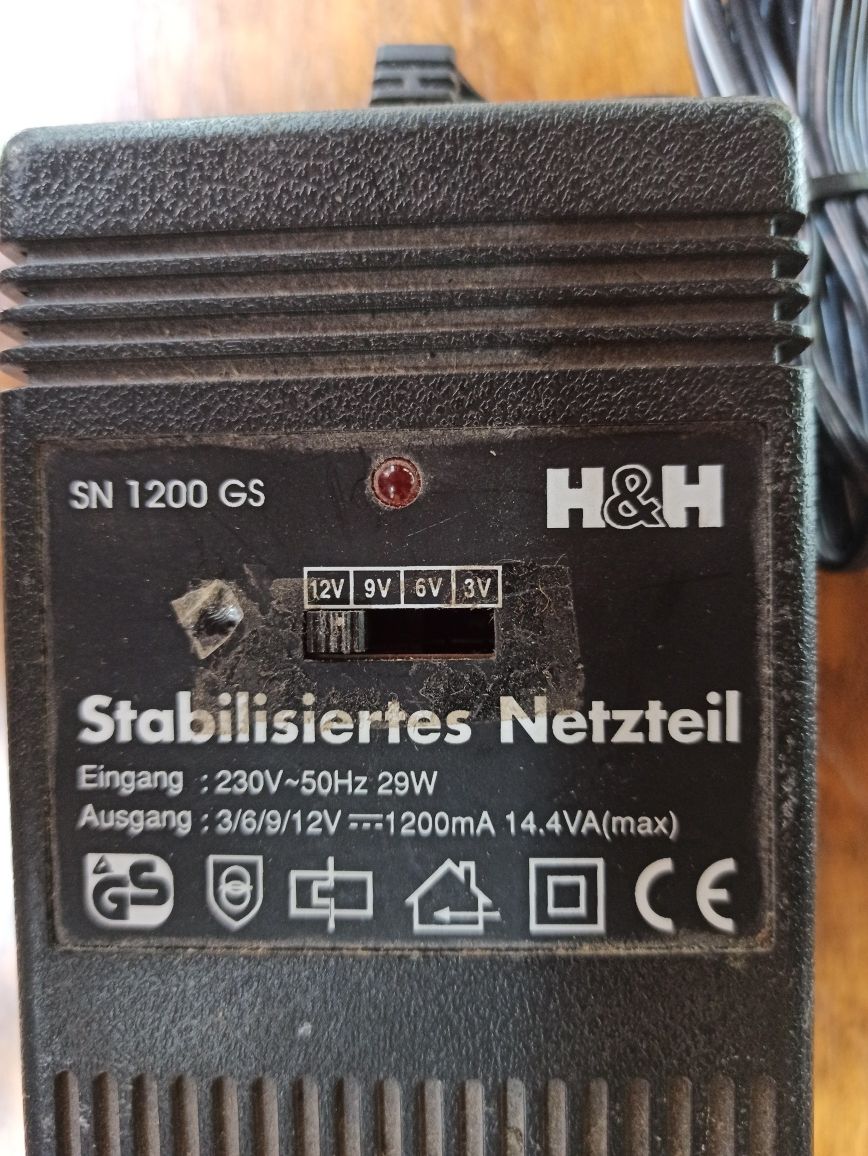 SN 1200 GS
H&H
12V 9V 6V 3V
Stabilisiertes Netzteil
Eingang : 230V~50Hz 29W
Ausgang : 3/6/9/12V ⎓1200mA 14.4VA(max)
GS CE